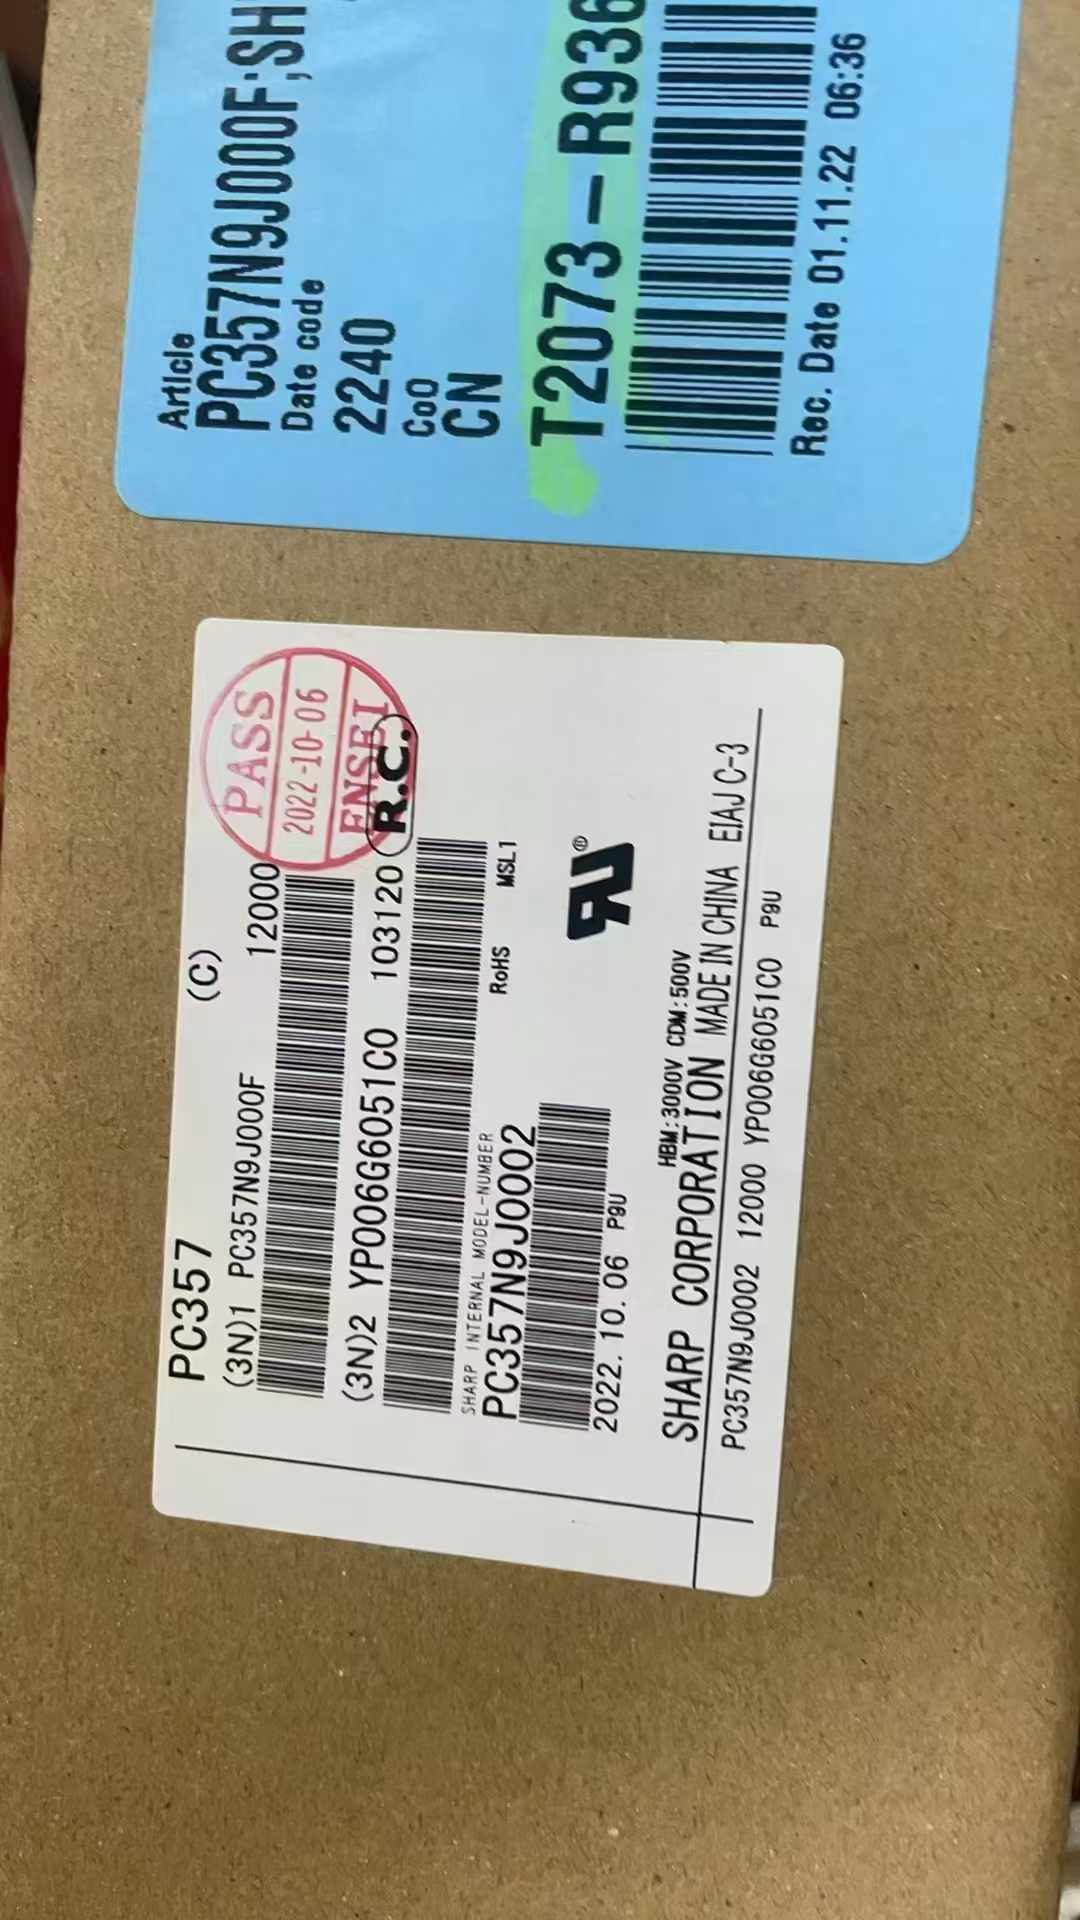 Article
PC357N9J000F;SH
Date code
2240
CoO
CN
T2073-R936
Rec. Date 01.11.22 06:36
PC357 (C)
(3N)1 PC357N9J000F 12000
PASS
2022-10-06
ENSEI
(3N)2 YP006G6051C0 103120 R.C.
SHARP INTERNAL MODEL-NUMBER
RoHS MSL1
PC357N9J0002
2022.10.06 P9U
HBM:3000V CDM:500V
SHARP CORPORATION MADE IN CHINA EIAJ C-3
PC357N9J0002 12000 YP006G6051C0 P9U